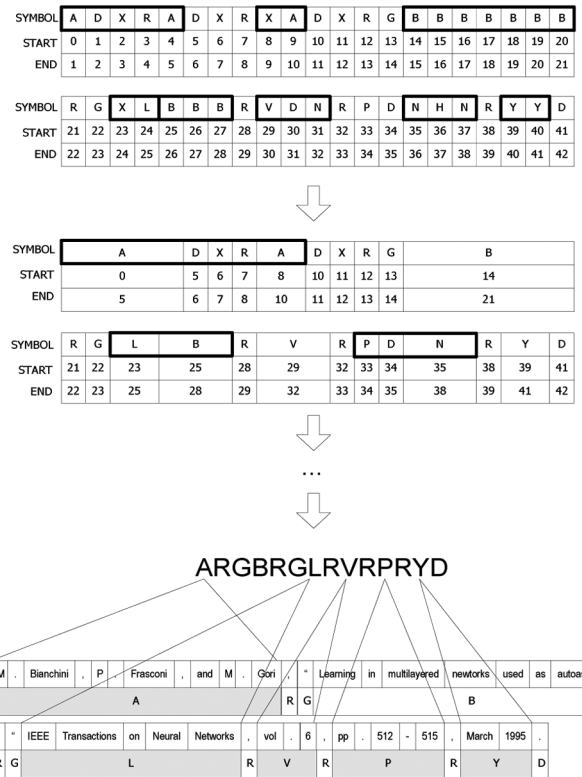 SYMBOL A D X R A D X R X A D X R G B B B B B B B
START 0 1 2 3 4 5 6 7 8 9 10 11 12 13 14 15 16 17 18 19 20
END 1 2 3 4 5 6 7 8 9 10 11 12 13 14 15 16 17 18 19 20 21
SYMBOL R G X L B B B R V D N R P D N H N R Y Y D
START 21 22 23 24 25 26 27 28 29 30 31 32 33 34 35 36 37 38 39 40 41
END 22 23 24 25 26 27 28 29 30 31 32 33 34 35 36 37 38 39 40 41 42
SYMBOL A D X R A D X R G B
START 0 5 6 7 8 10 11 12 13 14
END 5 6 7 8 10 11 12 13 14 21
SYMBOL R G L B R V R P D N R Y D
START 21 22 23 25 28 29 32 33 34 35 38 39 41
END 22 23 25 28 29 32 33 34 35 38 39 41 42
...
ARGBRGLRVRPRYD
M . Bianchini , P . Frasconi , and M . Gori , " Learning in multilayered newtorks used as autoas
A R G B
" IEEE Transactions on Neural Networks , vol . 6 , pp . 512 - 515 , March 1995 .
R G L R V R P R Y D